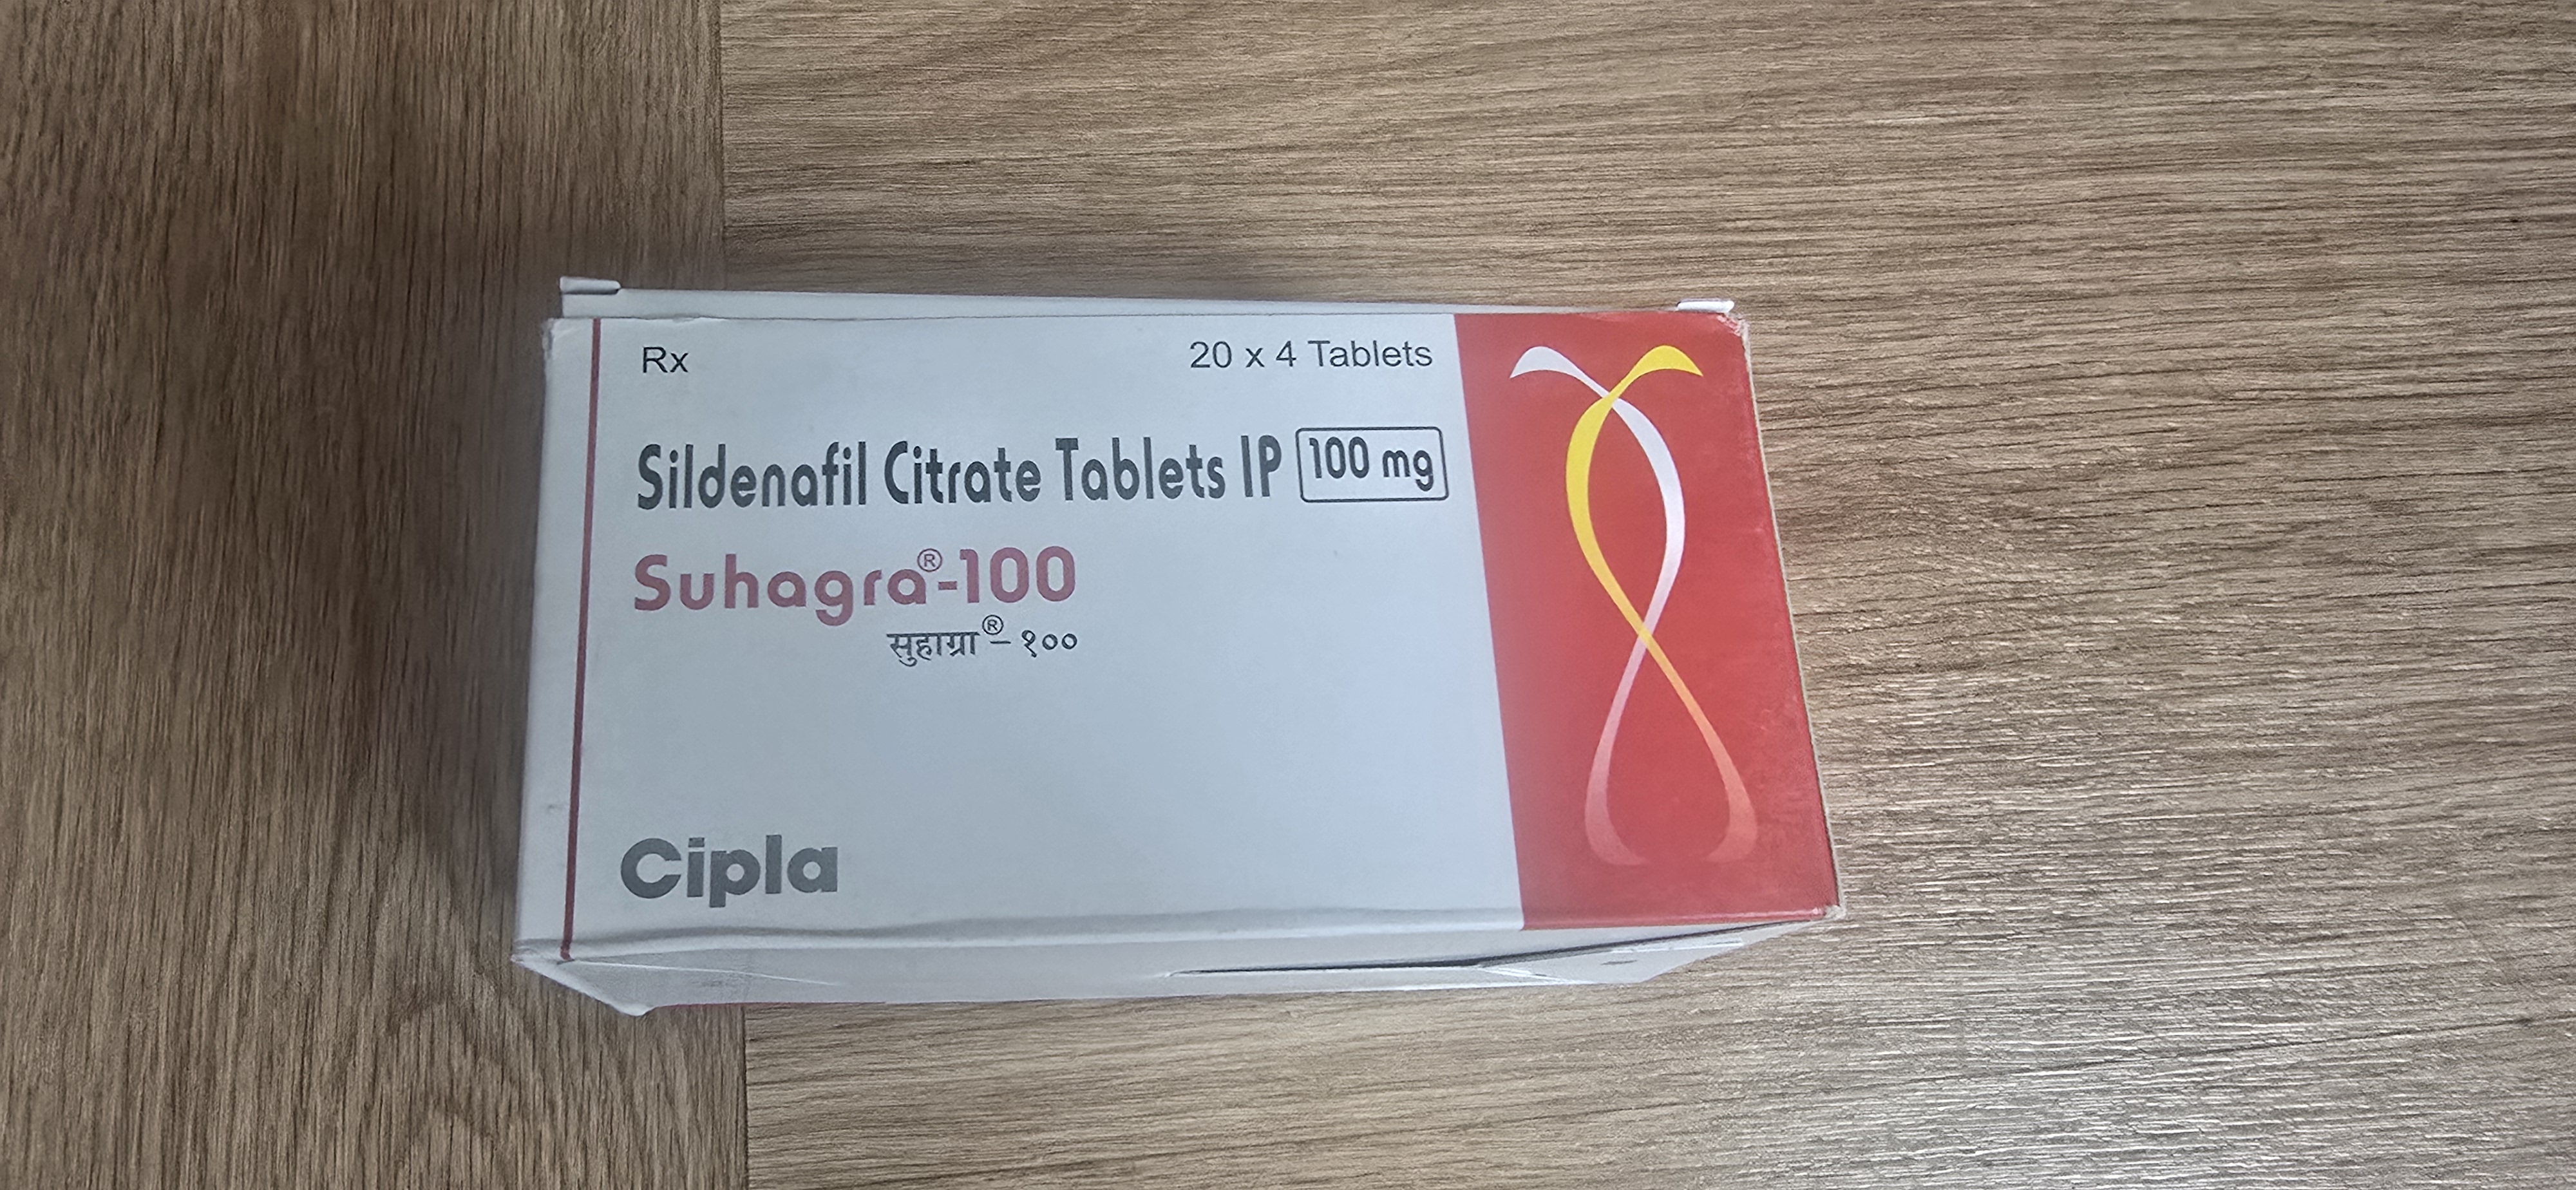 Rx
20 x 4 Tablets
Sildenafil Citrate Tablets IP 100 mg
Suhagra®-100
सुहाग्रा®-१००
Cipla